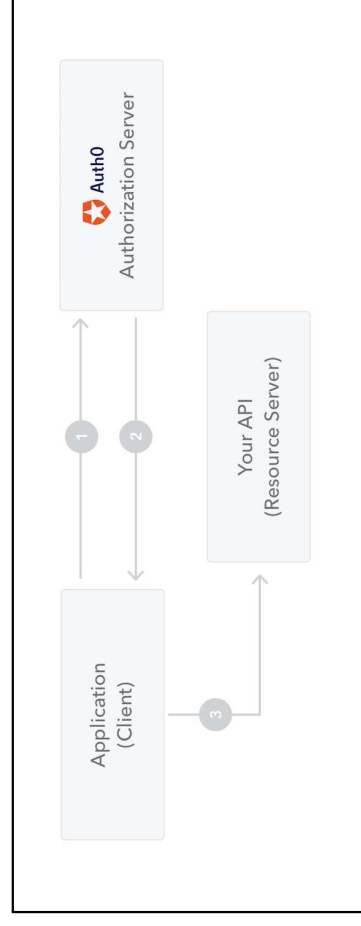 Application
(Client)
1
2
Auth0
Authorization Server
3
Your API
(Resource Server)